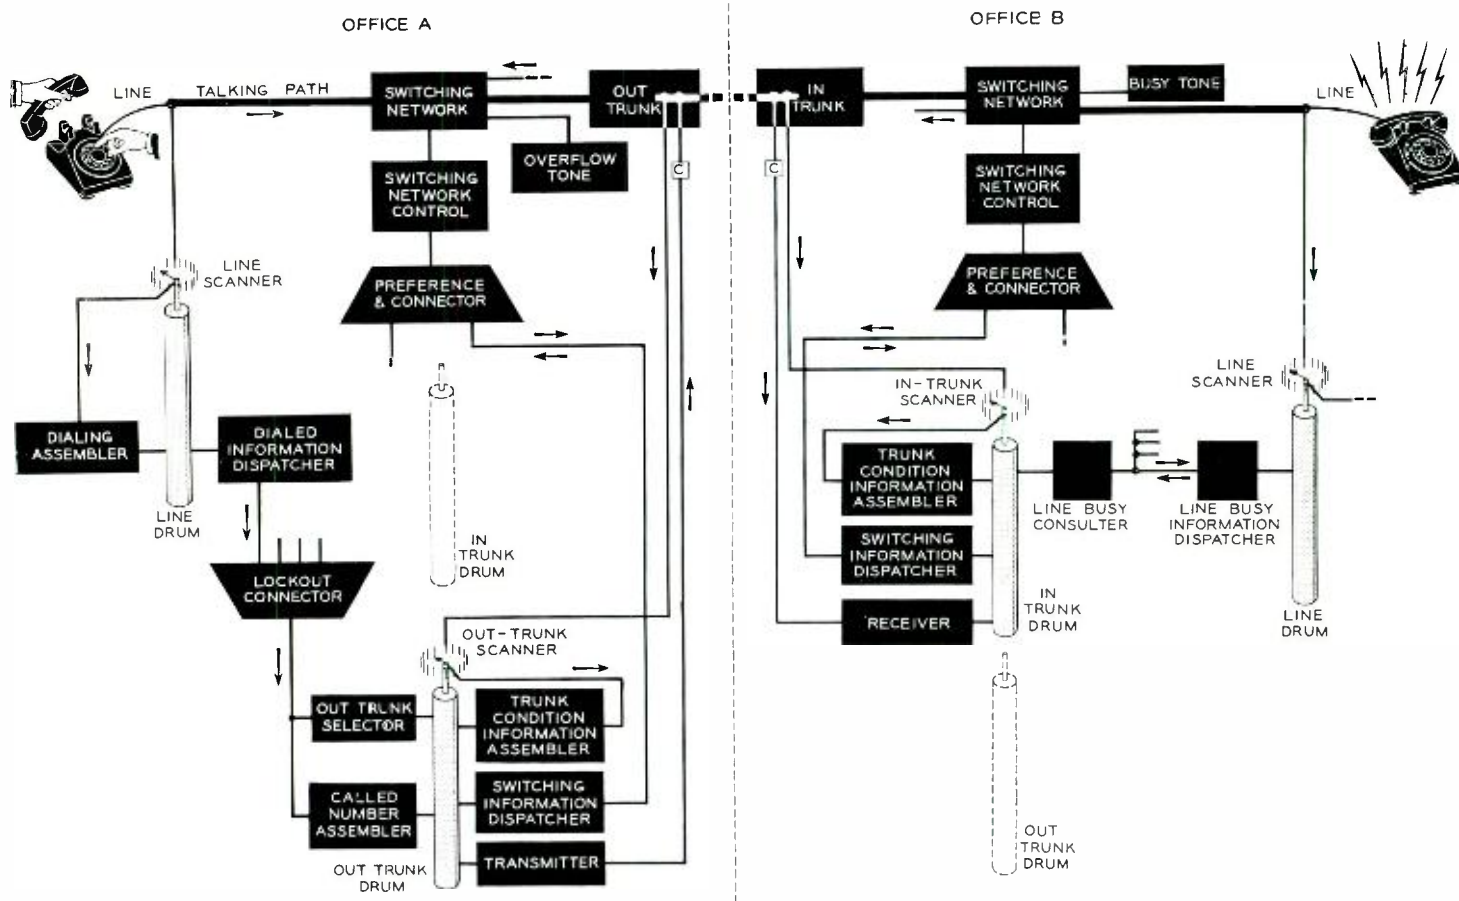 OFFICE A
OFFICE B
LINE
TALKING PATH
SWITCHING
NETWORK
OUT
TRUNK
OVERFLOW
TONE
C
SWITCHING
NETWORK
CONTROL
LINE
SCANNER
PREFERENCE
& CONNECTOR
DIALING
ASSEMBLER
DIALED
INFORMATION
DISPATCHER
LINE
DRUM
IN
TRUNK
DRUM
LOCKOUT
CONNECTOR
OUT-TRUNK
SCANNER
OUT TRUNK
SELECTOR
TRUNK
CONDITION
INFORMATION
ASSEMBLER
CALLED
NUMBER
ASSEMBLER
SWITCHING
INFORMATION
DISPATCHER
OUT TRUNK
DRUM
TRANSMITTER
IN
TRUNK
SWITCHING
NETWORK
BUSY TONE
LINE
C
SWITCHING
NETWORK
CONTROL
PREFERENCE
& CONNECTOR
IN-TRUNK
SCANNER
LINE
SCANNER
TRUNK
CONDITION
INFORMATION
ASSEMBLER
LINE BUSY
CONSULTER
LINE BUSY
INFORMATION
DISPATCHER
SWITCHING
INFORMATION
DISPATCHER
RECEIVER
IN
TRUNK
DRUM
LINE
DRUM
OUT
TRUNK
DRUM